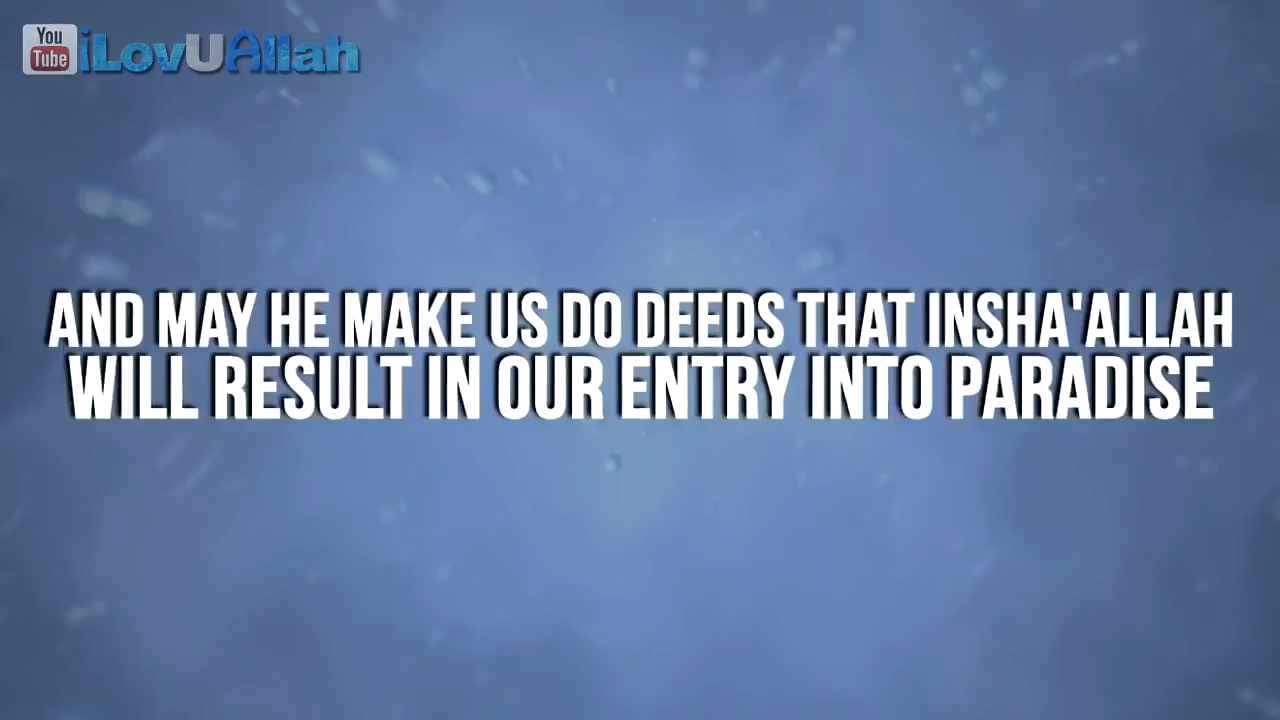 You
Tube iLovUAllah
AND MAY HE MAKE US DO DEEDS THAT INSHA'ALLAH
WILL RESULT IN OUR ENTRY INTO PARADISE